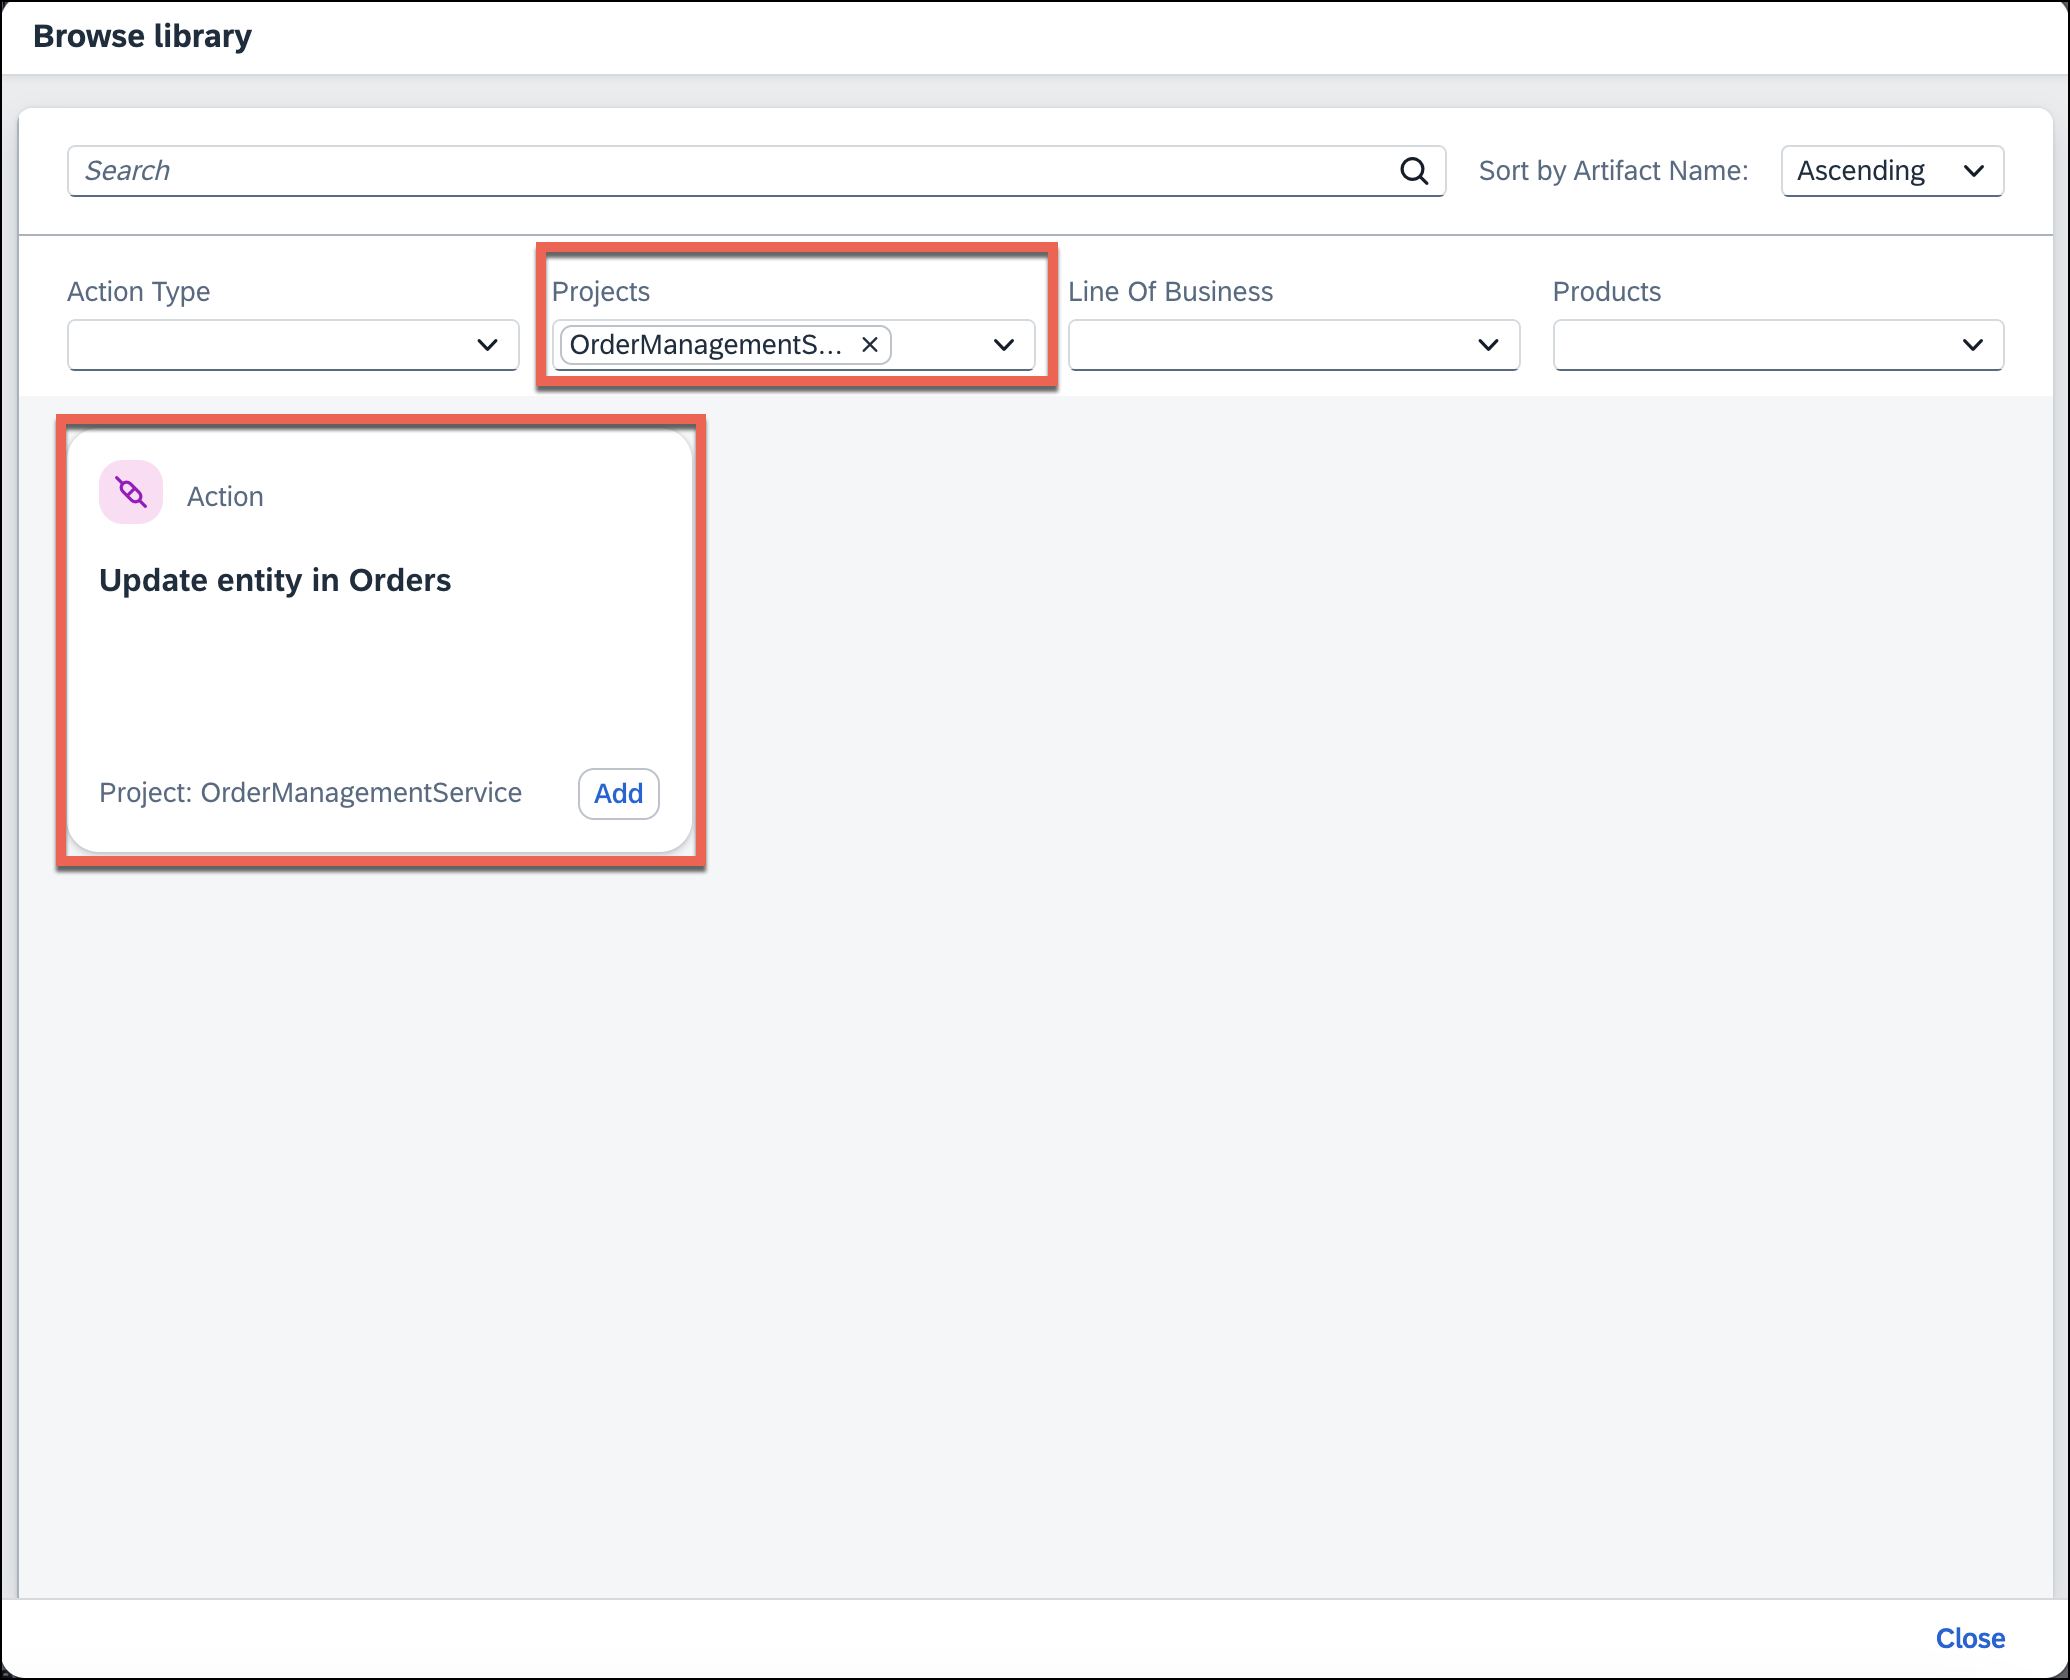 Browse library
Search
Sort by Artifact Name:
Ascending
Action Type
Projects
Line Of Business
Products
OrderManagementS...
Action
Update entity in Orders
Project: OrderManagementService
Add
Close